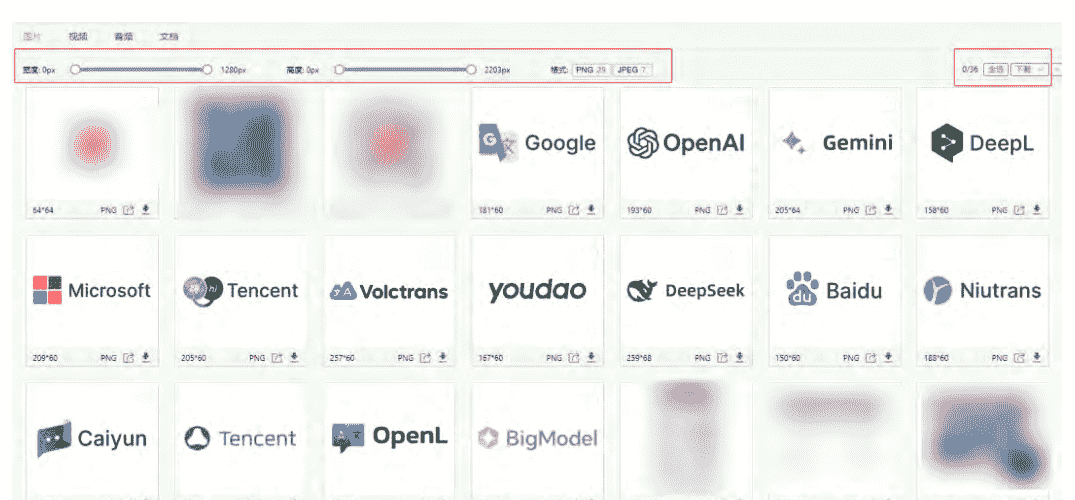 图片 视频 音频 文档
宽度: 0px 1280px 高度: 0px 2203px 格式: PNG 29 JPEG 7 0/36 全选 下载
Google OpenAI Gemini DeepL
64*64 PNG 181*60 PNG 193*60 PNG 205*64 PNG 158*60 PNG
Microsoft Tencent Volctrans youdao DeepSeek Baidu du Niutrans
209*60 PNG 205*60 PNG 257*60 PNG 167*60 PNG 259*68 PNG 150*60 PNG 188*60 PNG
Caiyun Tencent OpenL BigModel